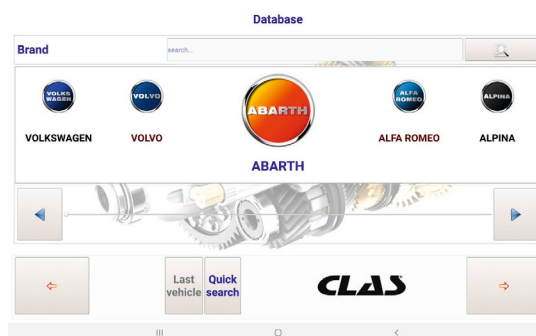 Database
Brand
search...
VOLKS
WAGEN
VOLVO
ABARTH
ALFA
ROMEO
ALPINA
VOLKSWAGEN
VOLVO
ALFA ROMEO
ALPINA
ABARTH
Last
vehicle
Quick
search
CLAS